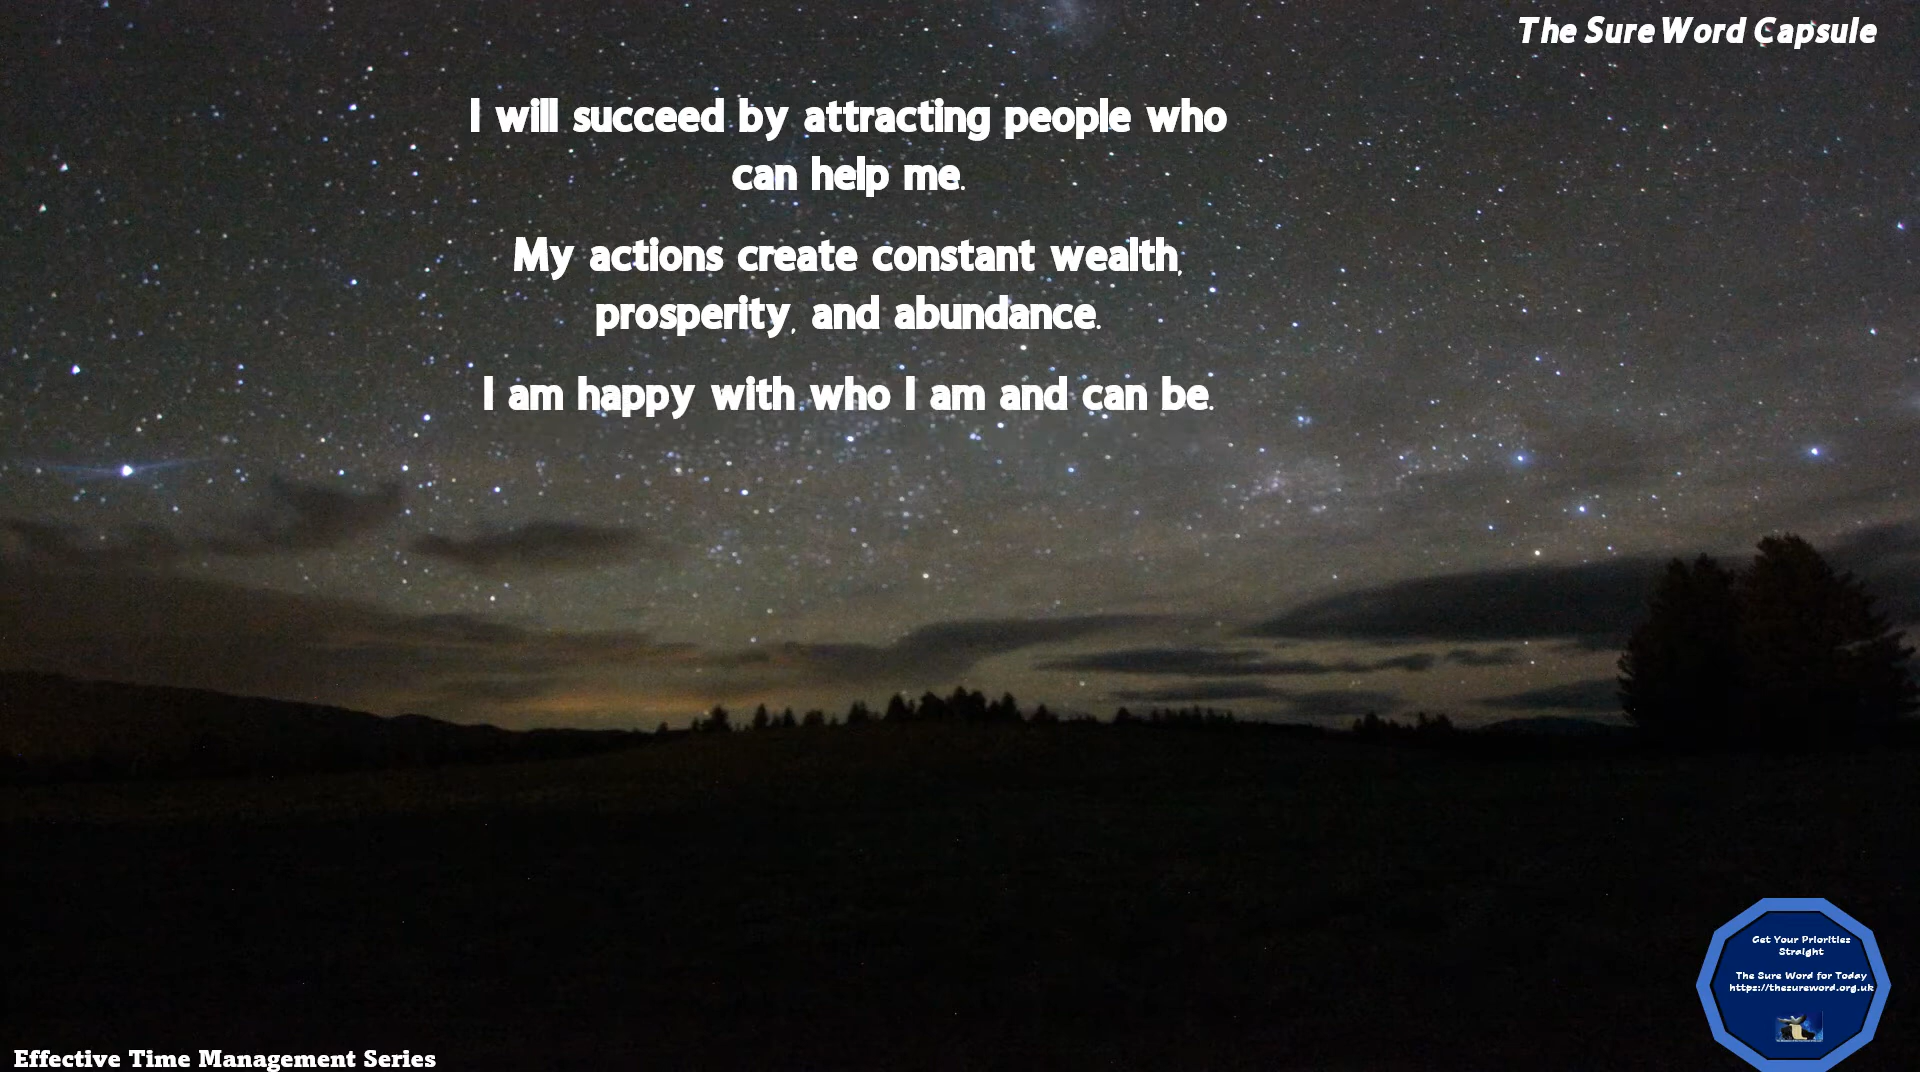 The Sure Word Capsule
I will succeed by attracting people who
can help me.
My actions create constant wealth,
prosperity, and abundance.
I am happy with who I am and can be.
Get Your Priorities
Straight
The Sure Word for Today
https://thesureword.org.uk
Effective Time Management Series